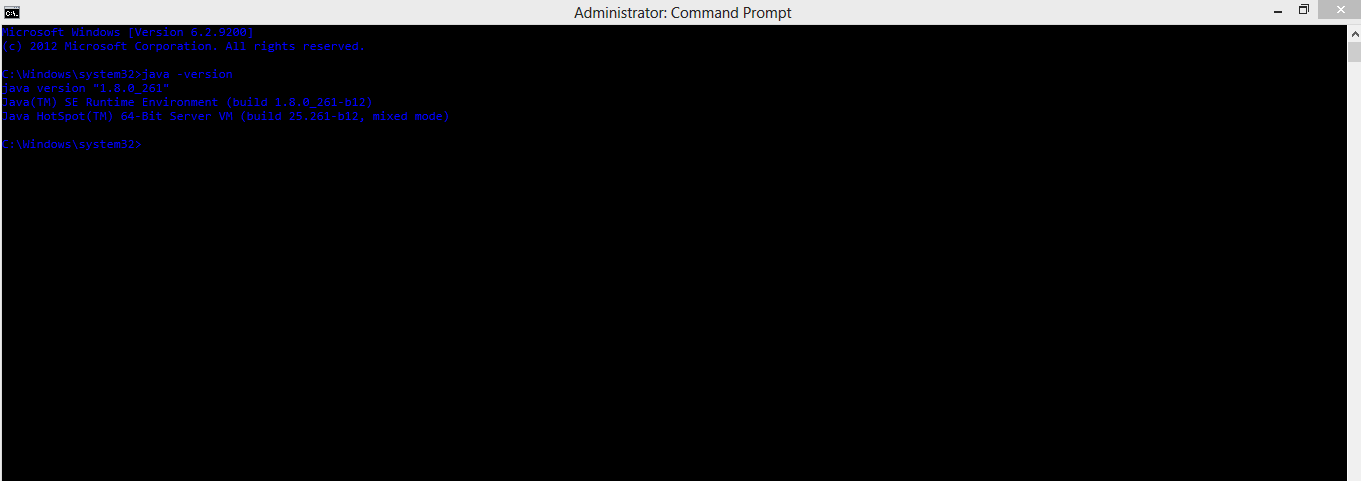 Administrator: Command Prompt
Microsoft Windows [Version 6.2.9200]
(c) 2012 Microsoft Corporation. All rights reserved.
C:\Windows\system32>java -version
java version "1.8.0_261"
Java(TM) SE Runtime Environment (build 1.8.0_261-b12)
Java HotSpot(TM) 64-Bit Server VM (build 25.261-b12, mixed mode)
C:\Windows\system32>